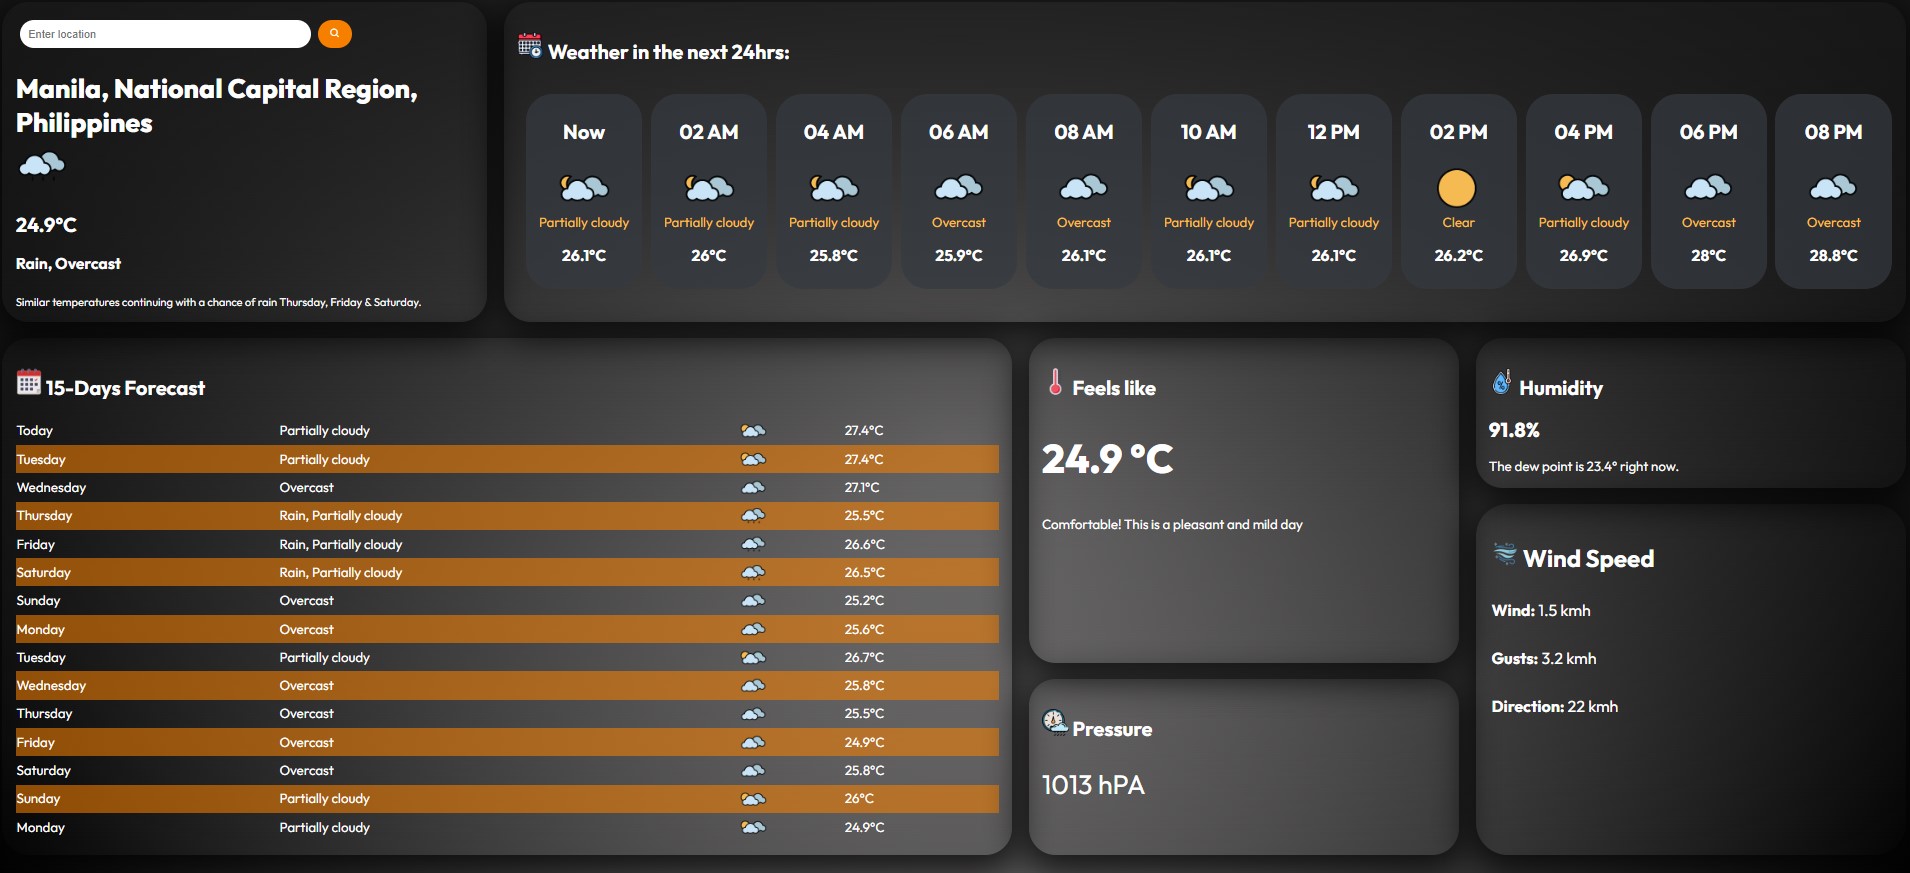 Enter location
Manila, National Capital Region,
Philippines
24.9°C
Rain, Overcast
Similar temperatures continuing with a chance of rain Thursday, Friday & Saturday.
Weather in the next 24hrs:
Now 02 AM 04 AM 06 AM 08 AM 10 AM 12 PM 02 PM 04 PM 06 PM 08 PM
Partially cloudy Partially cloudy Partially cloudy Overcast Overcast Partially cloudy Partially cloudy Clear Partially cloudy Overcast Overcast
26.1°C 26°C 25.8°C 25.9°C 26.1°C 26.1°C 26.1°C 26.2°C 26.9°C 28°C 28.8°C
15-Days Forecast
Today Partially cloudy 27.4°C
Tuesday Partially cloudy 27.4°C
Wednesday Overcast 27.1°C
Thursday Rain, Partially cloudy 25.5°C
Friday Rain, Partially cloudy 26.6°C
Saturday Rain, Partially cloudy 26.5°C
Sunday Overcast 25.2°C
Monday Overcast 25.6°C
Tuesday Partially cloudy 26.7°C
Wednesday Overcast 25.8°C
Thursday Overcast 25.5°C
Friday Overcast 24.9°C
Saturday Overcast 25.8°C
Sunday Partially cloudy 26°C
Monday Partially cloudy 24.9°C
Feels like
24.9 °C
Comfortable! This is a pleasant and mild day
Pressure
1013 hPA
Humidity
91.8%
The dew point is 23.4° right now.
Wind Speed
Wind: 1.5 kmh
Gusts: 3.2 kmh
Direction: 22 kmh